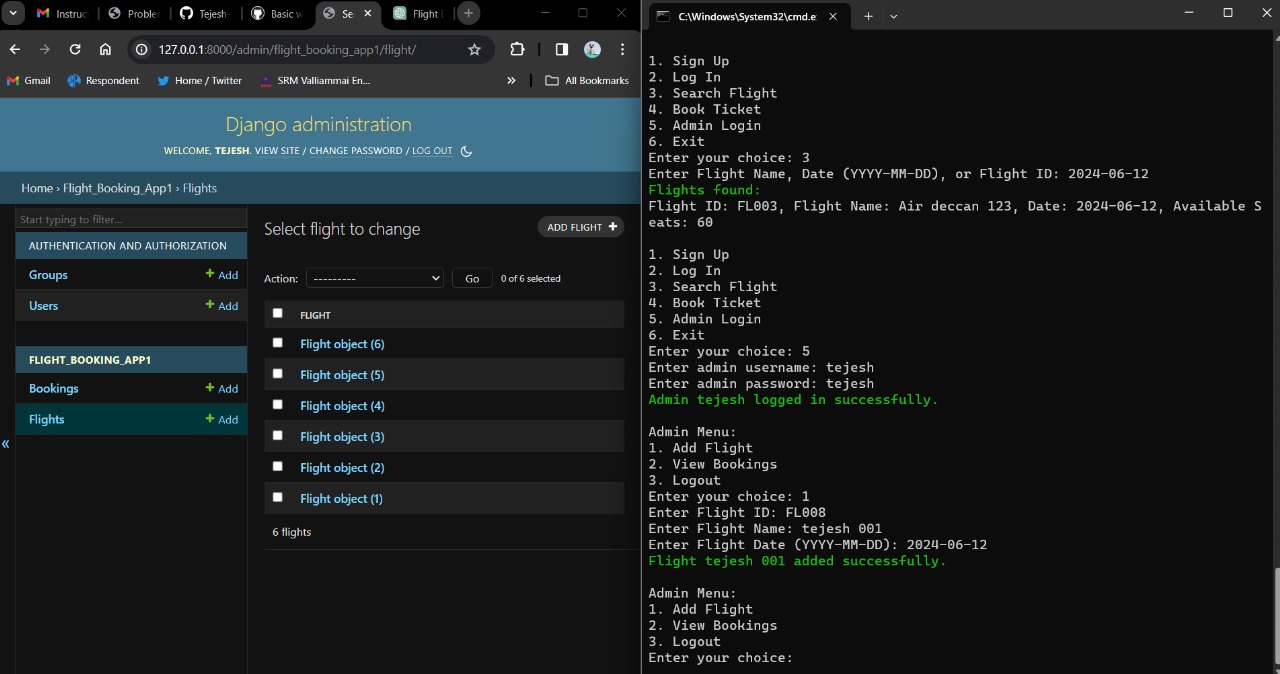 Instruc
Problem
Tejesh-
Basic w
Se
Flight B
127.0.0.1:8000/admin/flight_booking_app1/flight/
Gmail
Respondent
Home / Twitter
SRM Valliammai En...
»
All Bookmarks
Django administration
WELCOME, TEJESH. VIEW SITE / CHANGE PASSWORD / LOG OUT
Home › Flight_Booking_App1 › Flights
Start typing to filter...
AUTHENTICATION AND AUTHORIZATION
Groups + Add
Users + Add
FLIGHT_BOOKING_APP1
Bookings + Add
Flights + Add
«
Select flight to change
ADD FLIGHT +
Action: --------- Go 0 of 6 selected
FLIGHT
Flight object (6)
Flight object (5)
Flight object (4)
Flight object (3)
Flight object (2)
Flight object (1)
6 flights
C:\Windows\System32\cmd.e
1. Sign Up
2. Log In
3. Search Flight
4. Book Ticket
5. Admin Login
6. Exit
Enter your choice: 3
Enter Flight Name, Date (YYYY-MM-DD), or Flight ID: 2024-06-12
Flights found:
Flight ID: FL003, Flight Name: Air deccan 123, Date: 2024-06-12, Available S
eats: 60
1. Sign Up
2. Log In
3. Search Flight
4. Book Ticket
5. Admin Login
6. Exit
Enter your choice: 5
Enter admin username: tejesh
Enter admin password: tejesh
Admin tejesh logged in successfully.
Admin Menu:
1. Add Flight
2. View Bookings
3. Logout
Enter your choice: 1
Enter Flight ID: FL008
Enter Flight Name: tejesh 001
Enter Flight Date (YYYY-MM-DD): 2024-06-12
Flight tejesh 001 added successfully.
Admin Menu:
1. Add Flight
2. View Bookings
3. Logout
Enter your choice: